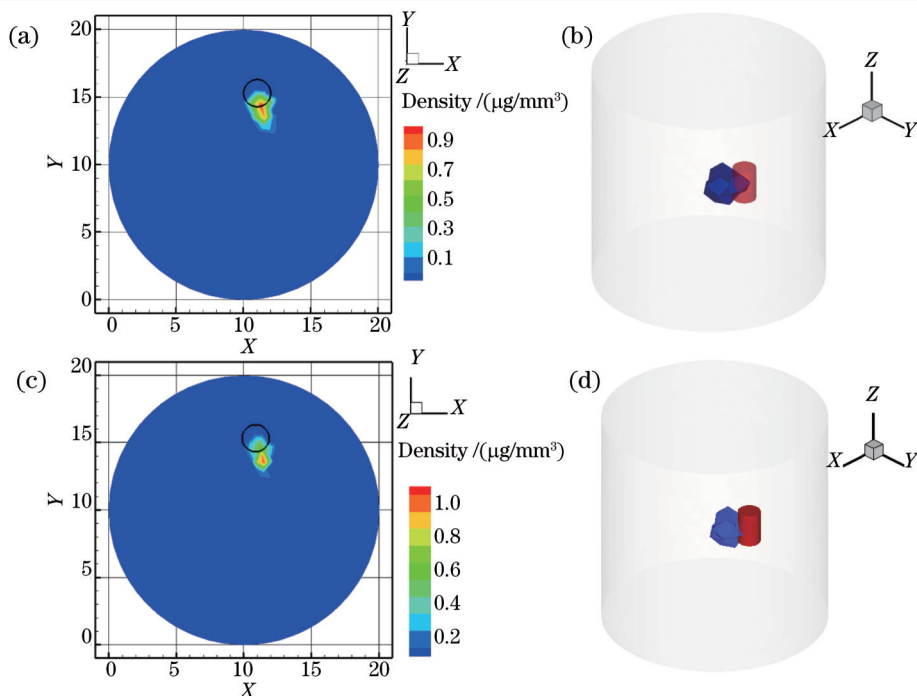 (a)
20
15
10
5
0
Y
0 5 10 15 20
X
Y
Z X
Density /(μg/mm³)
0.9
0.7
0.5
0.3
0.1
(b)
Z
X Y
(c)
20
15
10
5
0
Y
0 5 10 15 20
X
Y
Z X
Density /(μg/mm³)
1.0
0.8
0.6
0.4
0.2
(d)
Z
X Y